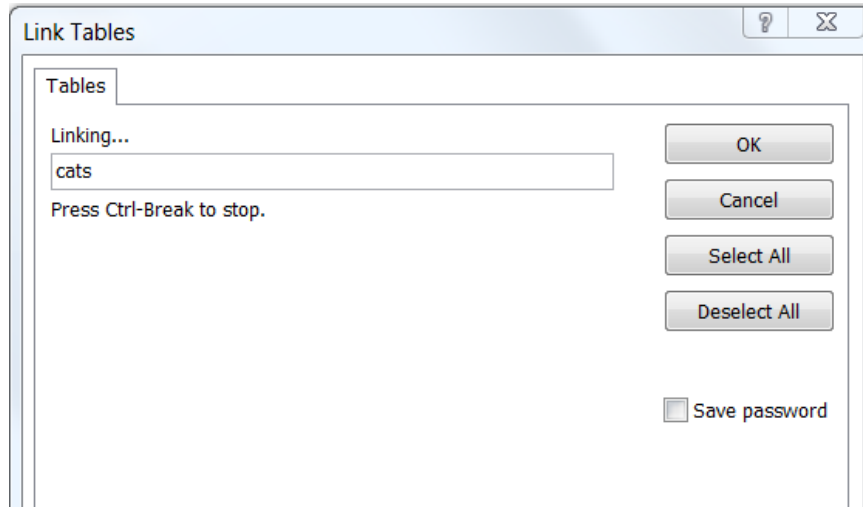 Link Tables
Tables
Linking...
cats
Press Ctrl-Break to stop.
OK
Cancel
Select All
Deselect All
Save password